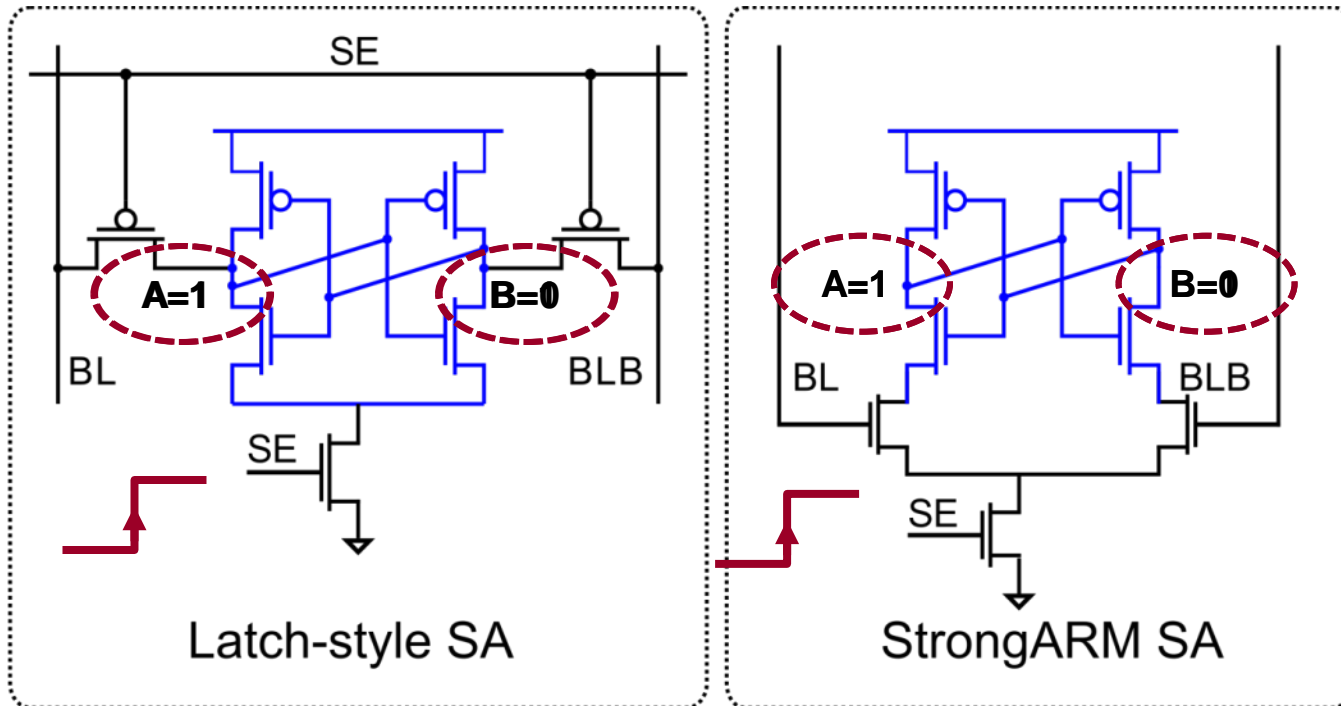 SE
A=1
B=0
BL
BLB
SE
Latch-style SA
A=1
B=0
BL
BLB
SE
StrongARM SA